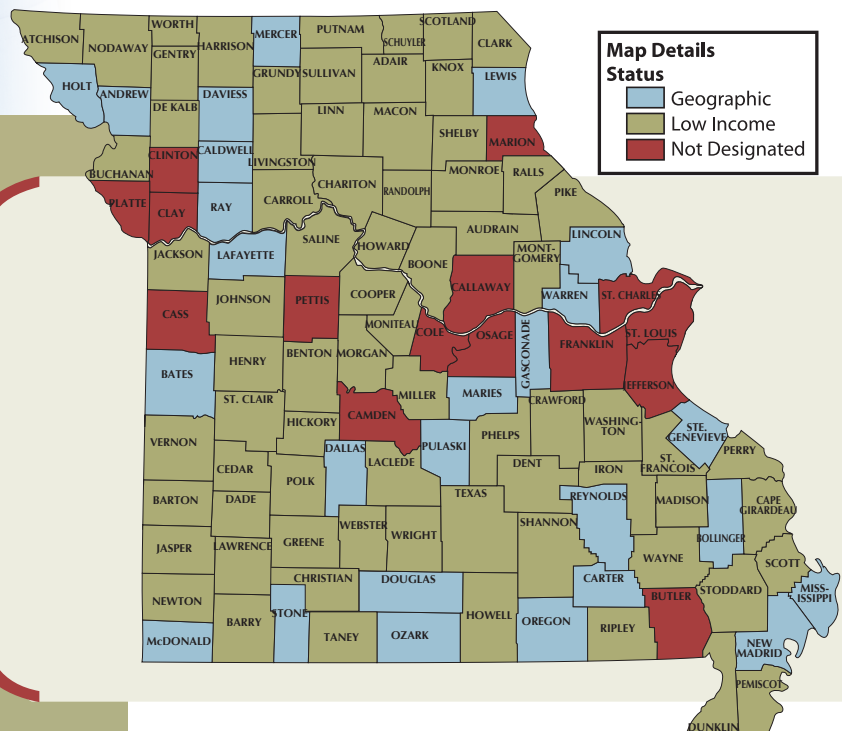 Map Details
Status
Geographic
Low Income
Not Designated
ATCHISON
NODAWAY
WORTH
GENTRY
HARRISON
MERCER
PUTNAM
SCHUYLER
SCOTLAND
CLARK
HOLT
ANDREW
DE KALB
DAVIESS
GRUNDY
SULLIVAN
ADAIR
KNOX
LEWIS
LINN
MACON
SHELBY
MARION
BUCHANAN
CLINTON
CALDWELL
LIVINGSTON
CHARITON
RANDOLPH
MONROE
RALLS
PIKE
PLATTE
CLAY
RAY
CARROLL
SALINE
HOWARD
BOONE
AUDRAIN
MONT-
GOMERY
LINCOLN
JACKSON
LAFAYETTE
CALLAWAY
WARREN
ST. CHARLES
CASS
JOHNSON
PETTIS
COOPER
MONITEAU
COLE
OSAGE
GASCONADE
FRANKLIN
ST. LOUIS
JEFFERSON
BATES
HENRY
BENTON
MORGAN
MILLER
MARIES
CRAWFORD
WASHING-
TON
STE.
GENEVIEVE
ST. CLAIR
HICKORY
CAMDEN
PULASKI
PHELPS
ST.
FRANCOIS
PERRY
VERNON
CEDAR
POLK
DALLAS
LACLEDE
DENT
IRON
MADISON
CAPE
GIRARDEAU
BARTON
DADE
TEXAS
REYNOLDS
BOLLINGER
JASPER
LAWRENCE
GREENE
WEBSTER
WRIGHT
SHANNON
WAYNE
SCOTT
NEWTON
CHRISTIAN
DOUGLAS
CARTER
BUTLER
STODDARD
MISS-
ISSIPPI
McDONALD
BARRY
STONE
TANEY
OZARK
HOWELL
OREGON
RIPLEY
NEW
MADRID
PEMISCOT
DUNKLIN